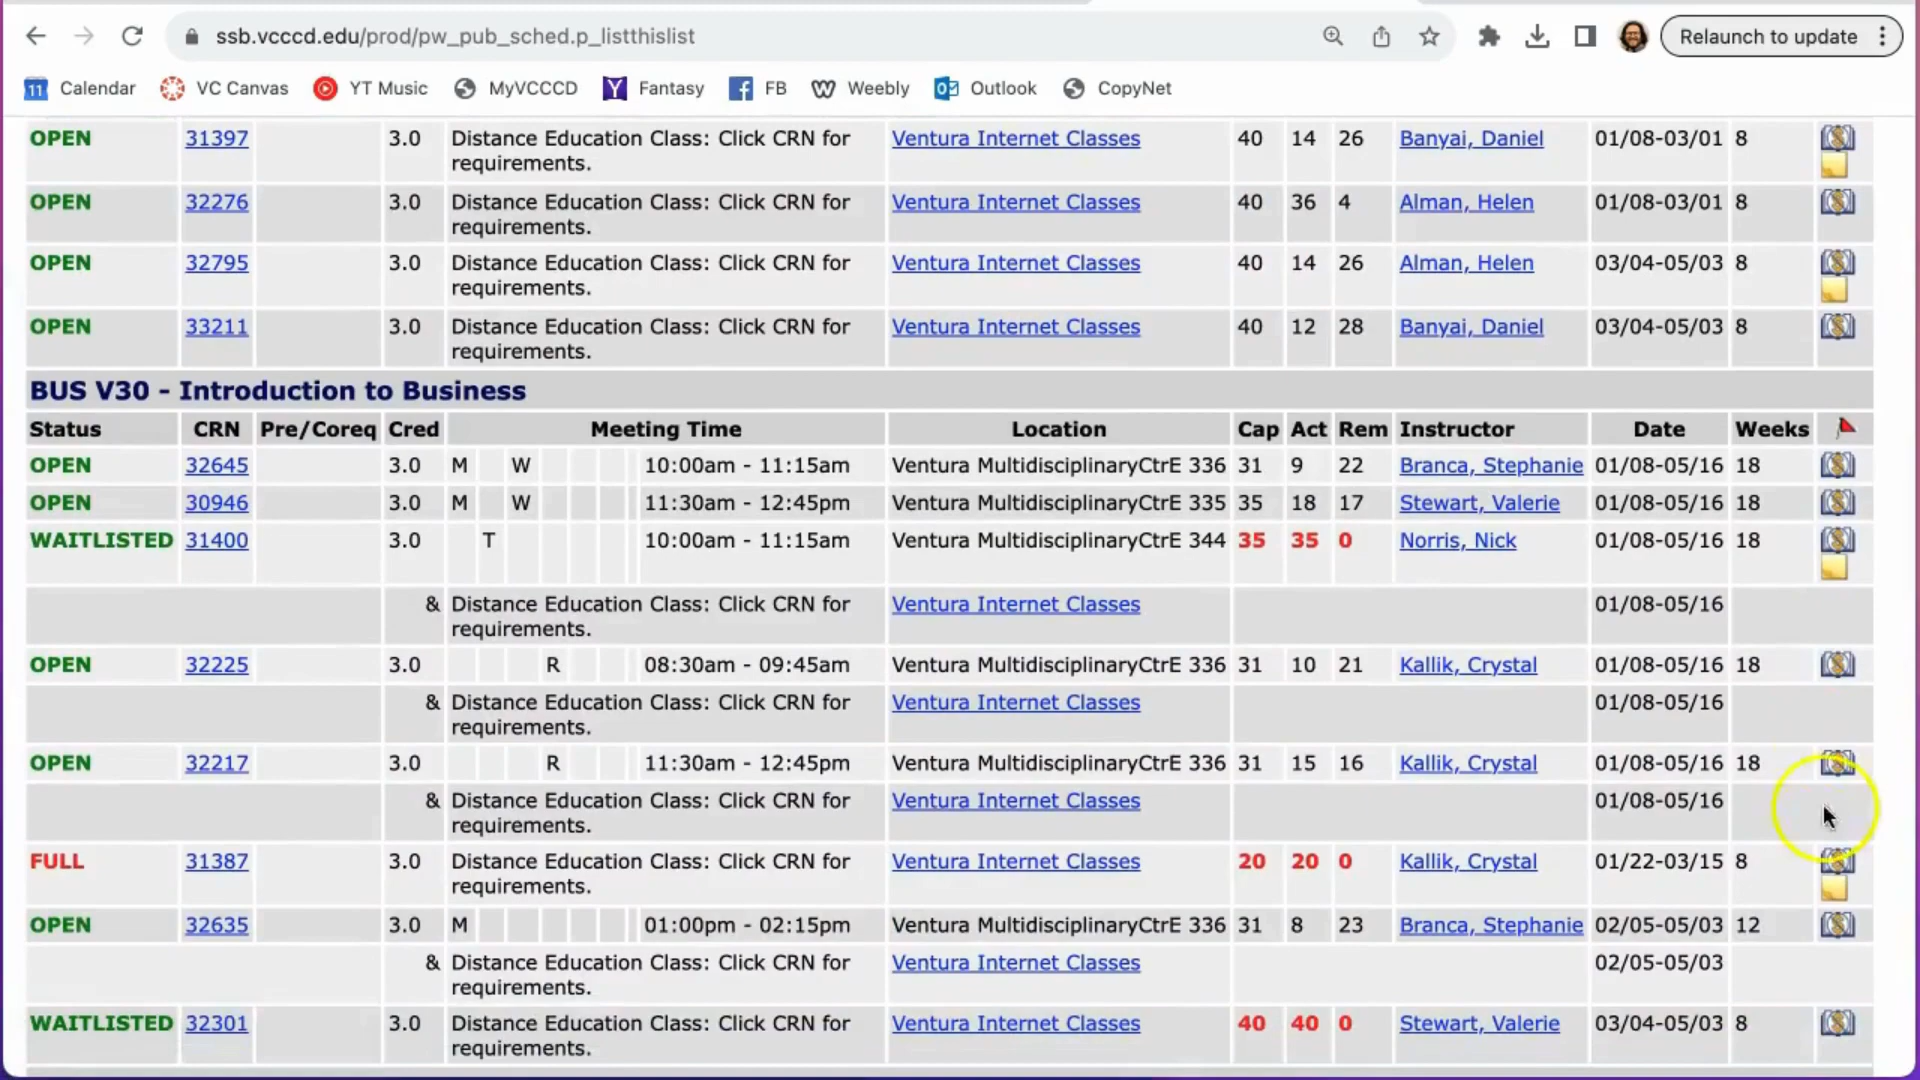 ssb.vcccd.edu/prod/pw_pub_sched.p_listthislist Relaunch to update
11 Calendar VC Canvas YT Music MyVCCCD Y Fantasy FB W Weebly Outlook CopyNet
OPEN 31397 3.0 Distance Education Class: Click CRN for Ventura Internet Classes 40 14 26 Banyai, Daniel 01/08-03/01 8
requirements.
OPEN 32276 3.0 Distance Education Class: Click CRN for Ventura Internet Classes 40 36 4 Alman, Helen 01/08-03/01 8
requirements.
OPEN 32795 3.0 Distance Education Class: Click CRN for Ventura Internet Classes 40 14 26 Alman, Helen 03/04-05/03 8
requirements.
OPEN 33211 3.0 Distance Education Class: Click CRN for Ventura Internet Classes 40 12 28 Banyai, Daniel 03/04-05/03 8
requirements.
BUS V30 - Introduction to Business
Status CRN Pre/Coreq Cred Meeting Time Location Cap Act Rem Instructor Date Weeks
OPEN 32645 3.0 M W 10:00am - 11:15am Ventura MultidisciplinaryCtrE 336 31 9 22 Branca, Stephanie 01/08-05/16 18
OPEN 30946 3.0 M W 11:30am - 12:45pm Ventura MultidisciplinaryCtrE 335 35 18 17 Stewart, Valerie 01/08-05/16 18
WAITLISTED 31400 3.0 T 10:00am - 11:15am Ventura MultidisciplinaryCtrE 344 35 35 0 Norris, Nick 01/08-05/16 18
& Distance Education Class: Click CRN for Ventura Internet Classes 01/08-05/16
requirements.
OPEN 32225 3.0 R 08:30am - 09:45am Ventura MultidisciplinaryCtrE 336 31 10 21 Kallik, Crystal 01/08-05/16 18
& Distance Education Class: Click CRN for Ventura Internet Classes 01/08-05/16
requirements.
OPEN 32217 3.0 R 11:30am - 12:45pm Ventura MultidisciplinaryCtrE 336 31 15 16 Kallik, Crystal 01/08-05/16 18
& Distance Education Class: Click CRN for Ventura Internet Classes 01/08-05/16
requirements.
FULL 31387 3.0 Distance Education Class: Click CRN for Ventura Internet Classes 20 20 0 Kallik, Crystal 01/22-03/15 8
requirements.
OPEN 32635 3.0 M 01:00pm - 02:15pm Ventura MultidisciplinaryCtrE 336 31 8 23 Branca, Stephanie 02/05-05/03 12
& Distance Education Class: Click CRN for Ventura Internet Classes 02/05-05/03
requirements.
WAITLISTED 32301 3.0 Distance Education Class: Click CRN for Ventura Internet Classes 40 40 0 Stewart, Valerie 03/04-05/03 8
requirements.